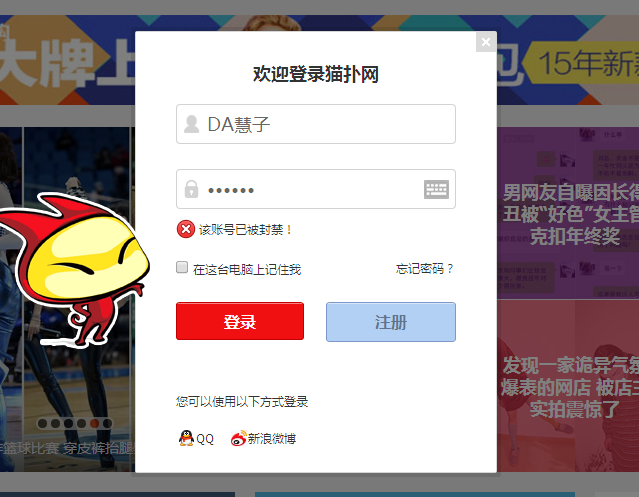 大牌上
包
15年新款
欢迎登录猫扑网
DA慧子
••••••
该账号已被封禁！
在这台电脑上记住我
忘记密码？
登录
注册
您可以使用以下方式登录
QQ
新浪微博
男网友自曝因长得
丑被“好色”女主管
克扣年终奖
发现一家诡异气氛
爆表的网店 被店主
实拍震惊了
篮球比赛 穿皮裤抬腿